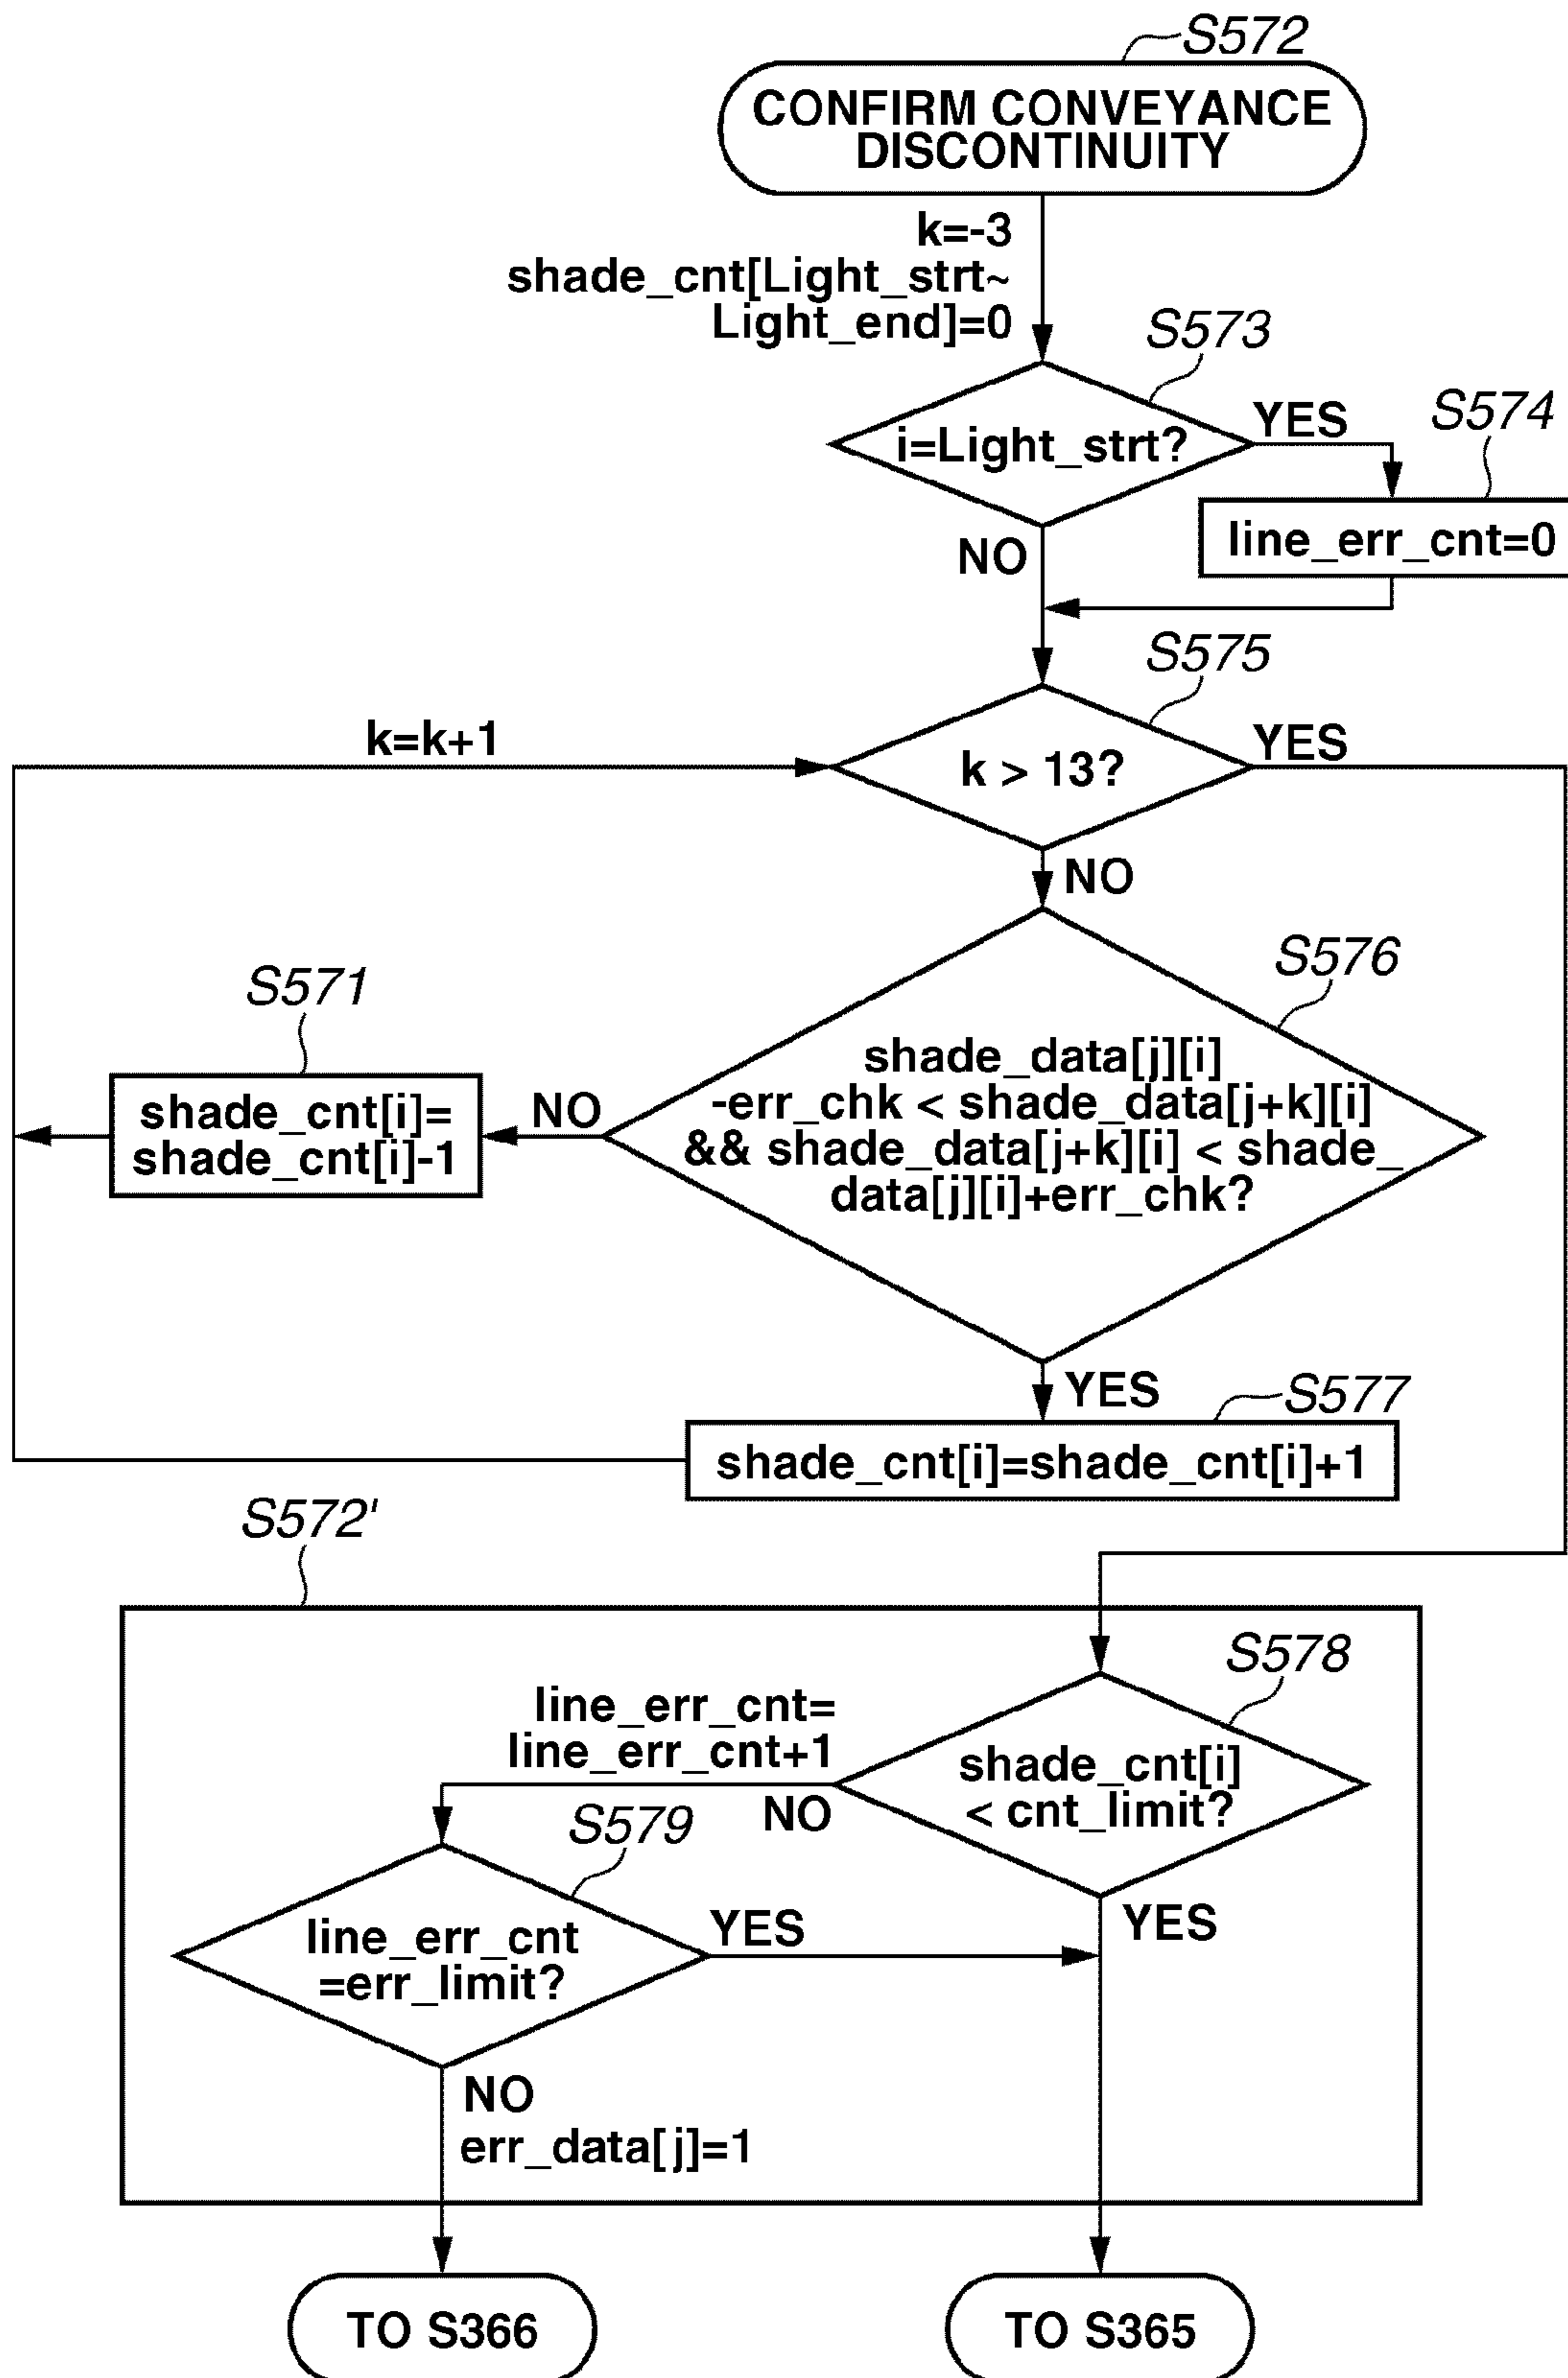 S572
CONFIRM CONVEYANCE
DISCONTINUITY
k=-3
shade_cnt[Light_strt~
Light_end]=0
S573
i=Light_strt?
YES
S574
line_err_cnt=0
NO
S575
k=k+1
k > 13?
YES
NO
S576
S571
shade_data[j][i]
-err_chk < shade_data[j+k][i]
&& shade_data[j+k][i] < shade_
data[j][i]+err_chk?
NO
shade_cnt[i]=
shade_cnt[i]-1
YES
S577
shade_cnt[i]=shade_cnt[i]+1
S572'
S578
line_err_cnt=
line_err_cnt+1
shade_cnt[i]
< cnt_limit?
NO
S579
YES
YES
line_err_cnt
=err_limit?
NO
err_data[j]=1
TO S366
TO S365